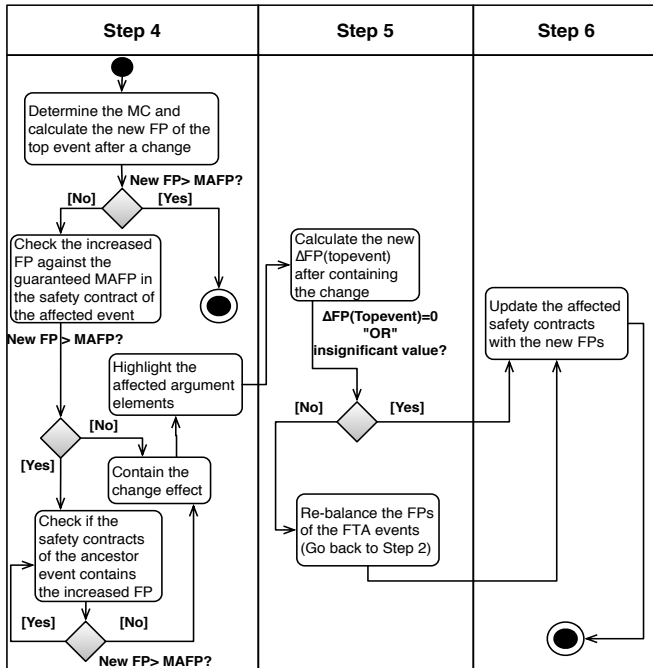 Step 4
Step 5
Step 6
Determine the MC and
calculate the new FP of the
top event after a change
New FP> MAFP?
[No]
[Yes]
Check the increased
FP against the
guaranteed MAFP in
the safety contract of
the affected event
New FP > MAFP?
Highlight the
affected argument
elements
[No]
[Yes]
Contain the
change effect
Check if the
safety contracts
of the ancestor
event contains
the increased FP
[Yes]
[No]
New FP> MAFP?
Calculate the new
ΔFP(topevent)
after containing
the change
ΔFP(Topevent)=0
"OR"
insignificant value?
[No]
[Yes]
Re-balance the FPs
of the FTA events
(Go back to Step 2)
Update the affected
safety contracts
with the new FPs